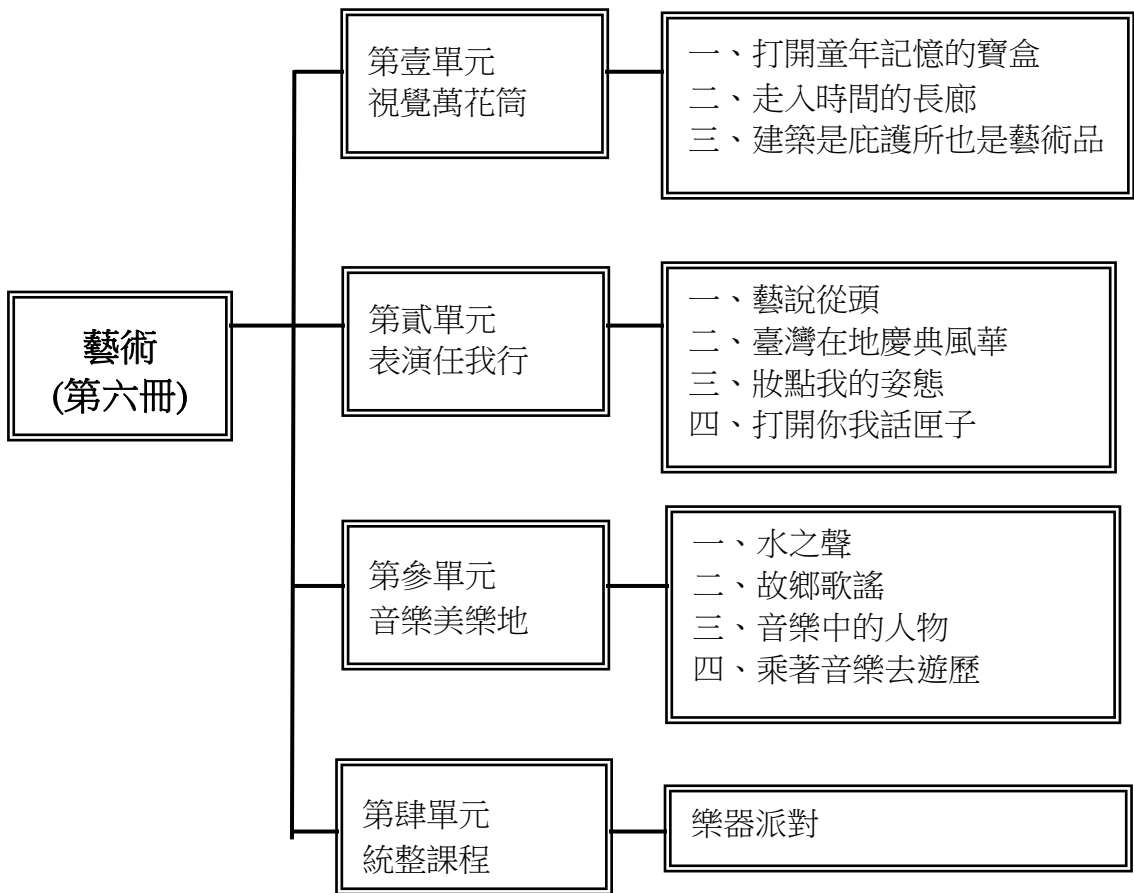 第壹單元
視覺萬花筒
一、打開童年記憶的寶盒
二、走入時間的長廊
三、建築是庇護所也是藝術品
藝術
(第六冊)
第貳單元
表演任我行
一、藝說從頭
二、臺灣在地慶典風華
三、妝點我的姿態
四、打開你我話匣子
第參單元
音樂美樂地
一、水之聲
二、故鄉歌謠
三、音樂中的人物
四、乘著音樂去遊歷
第肆單元
統整課程
樂器派對